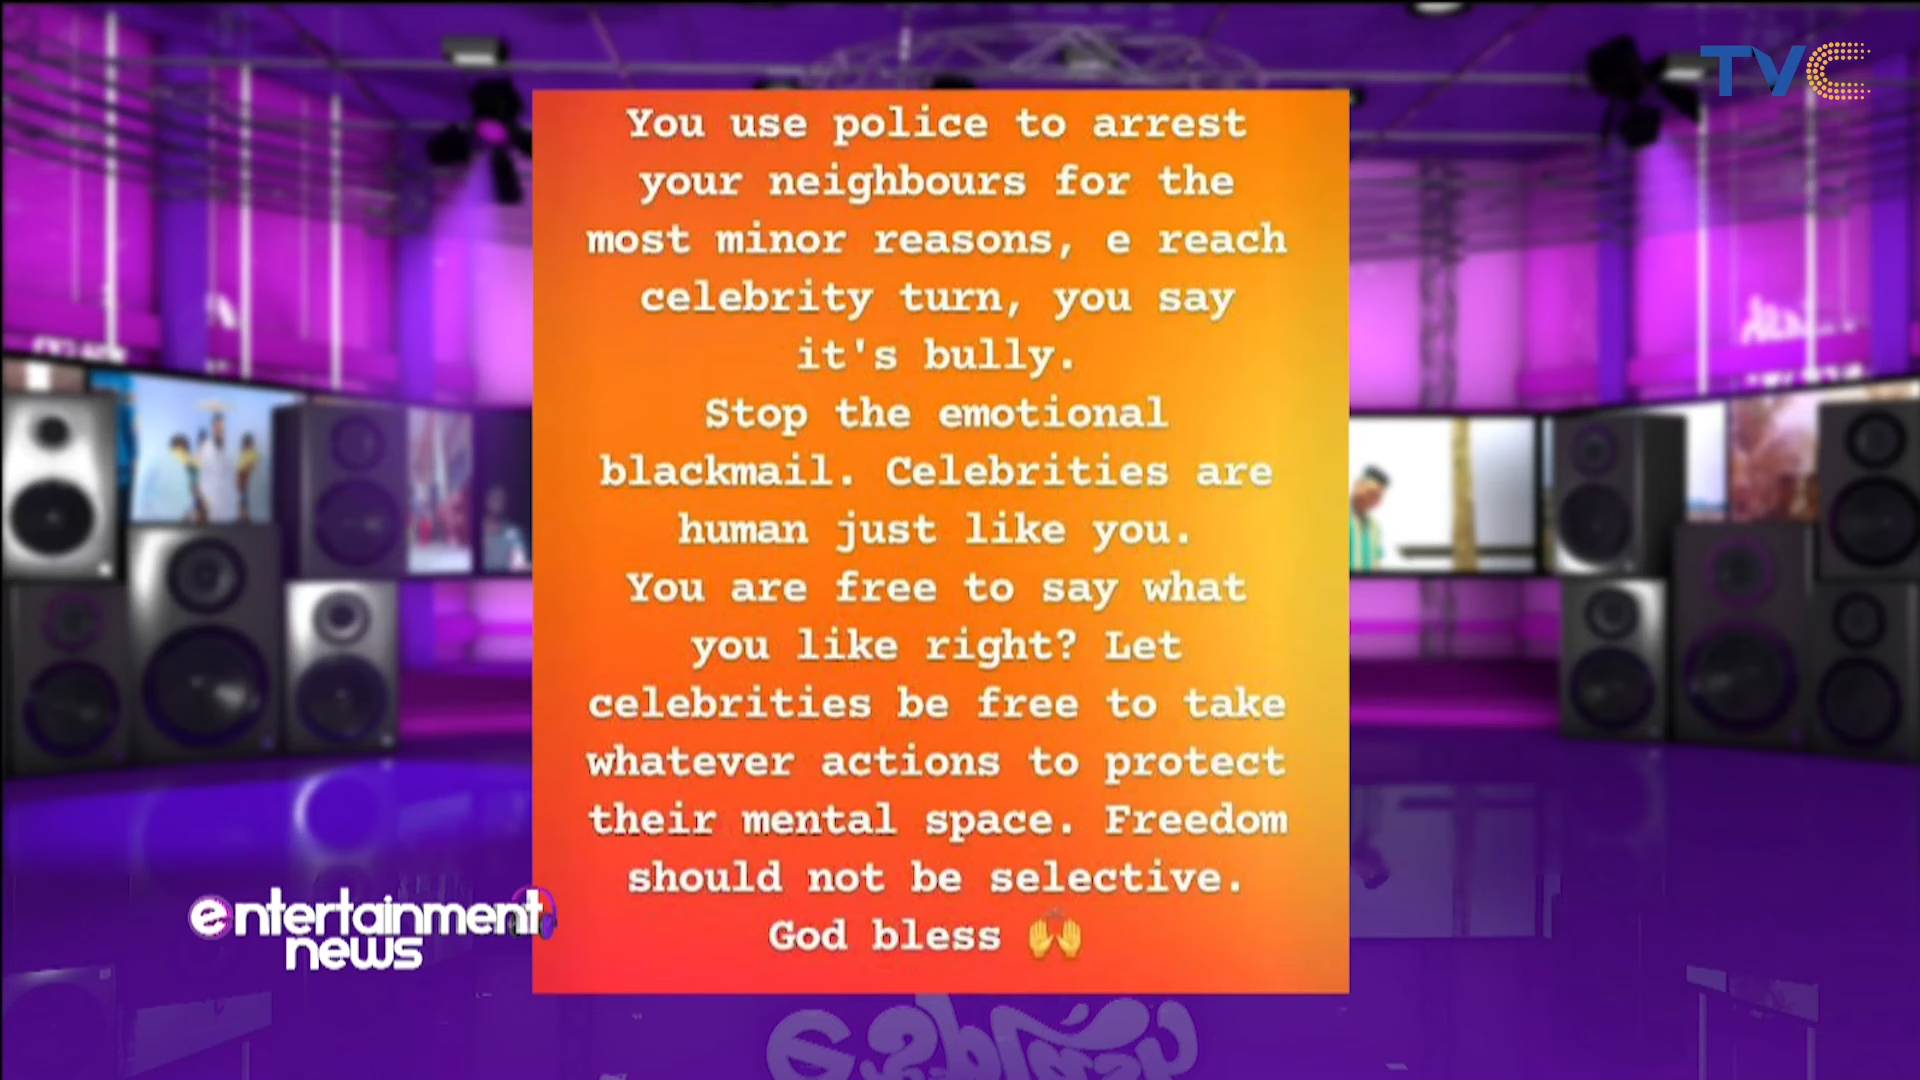 TVC
You use police to arrest
your neighbours for the
most minor reasons, e reach
celebrity turn, you say
it's bully.
Stop the emotional
blackmail. Celebrities are
human just like you.
You are free to say what
you like right? Let
celebrities be free to take
whatever actions to protect
their mental space. Freedom
should not be selective.
God bless 🙌
entertainment
news